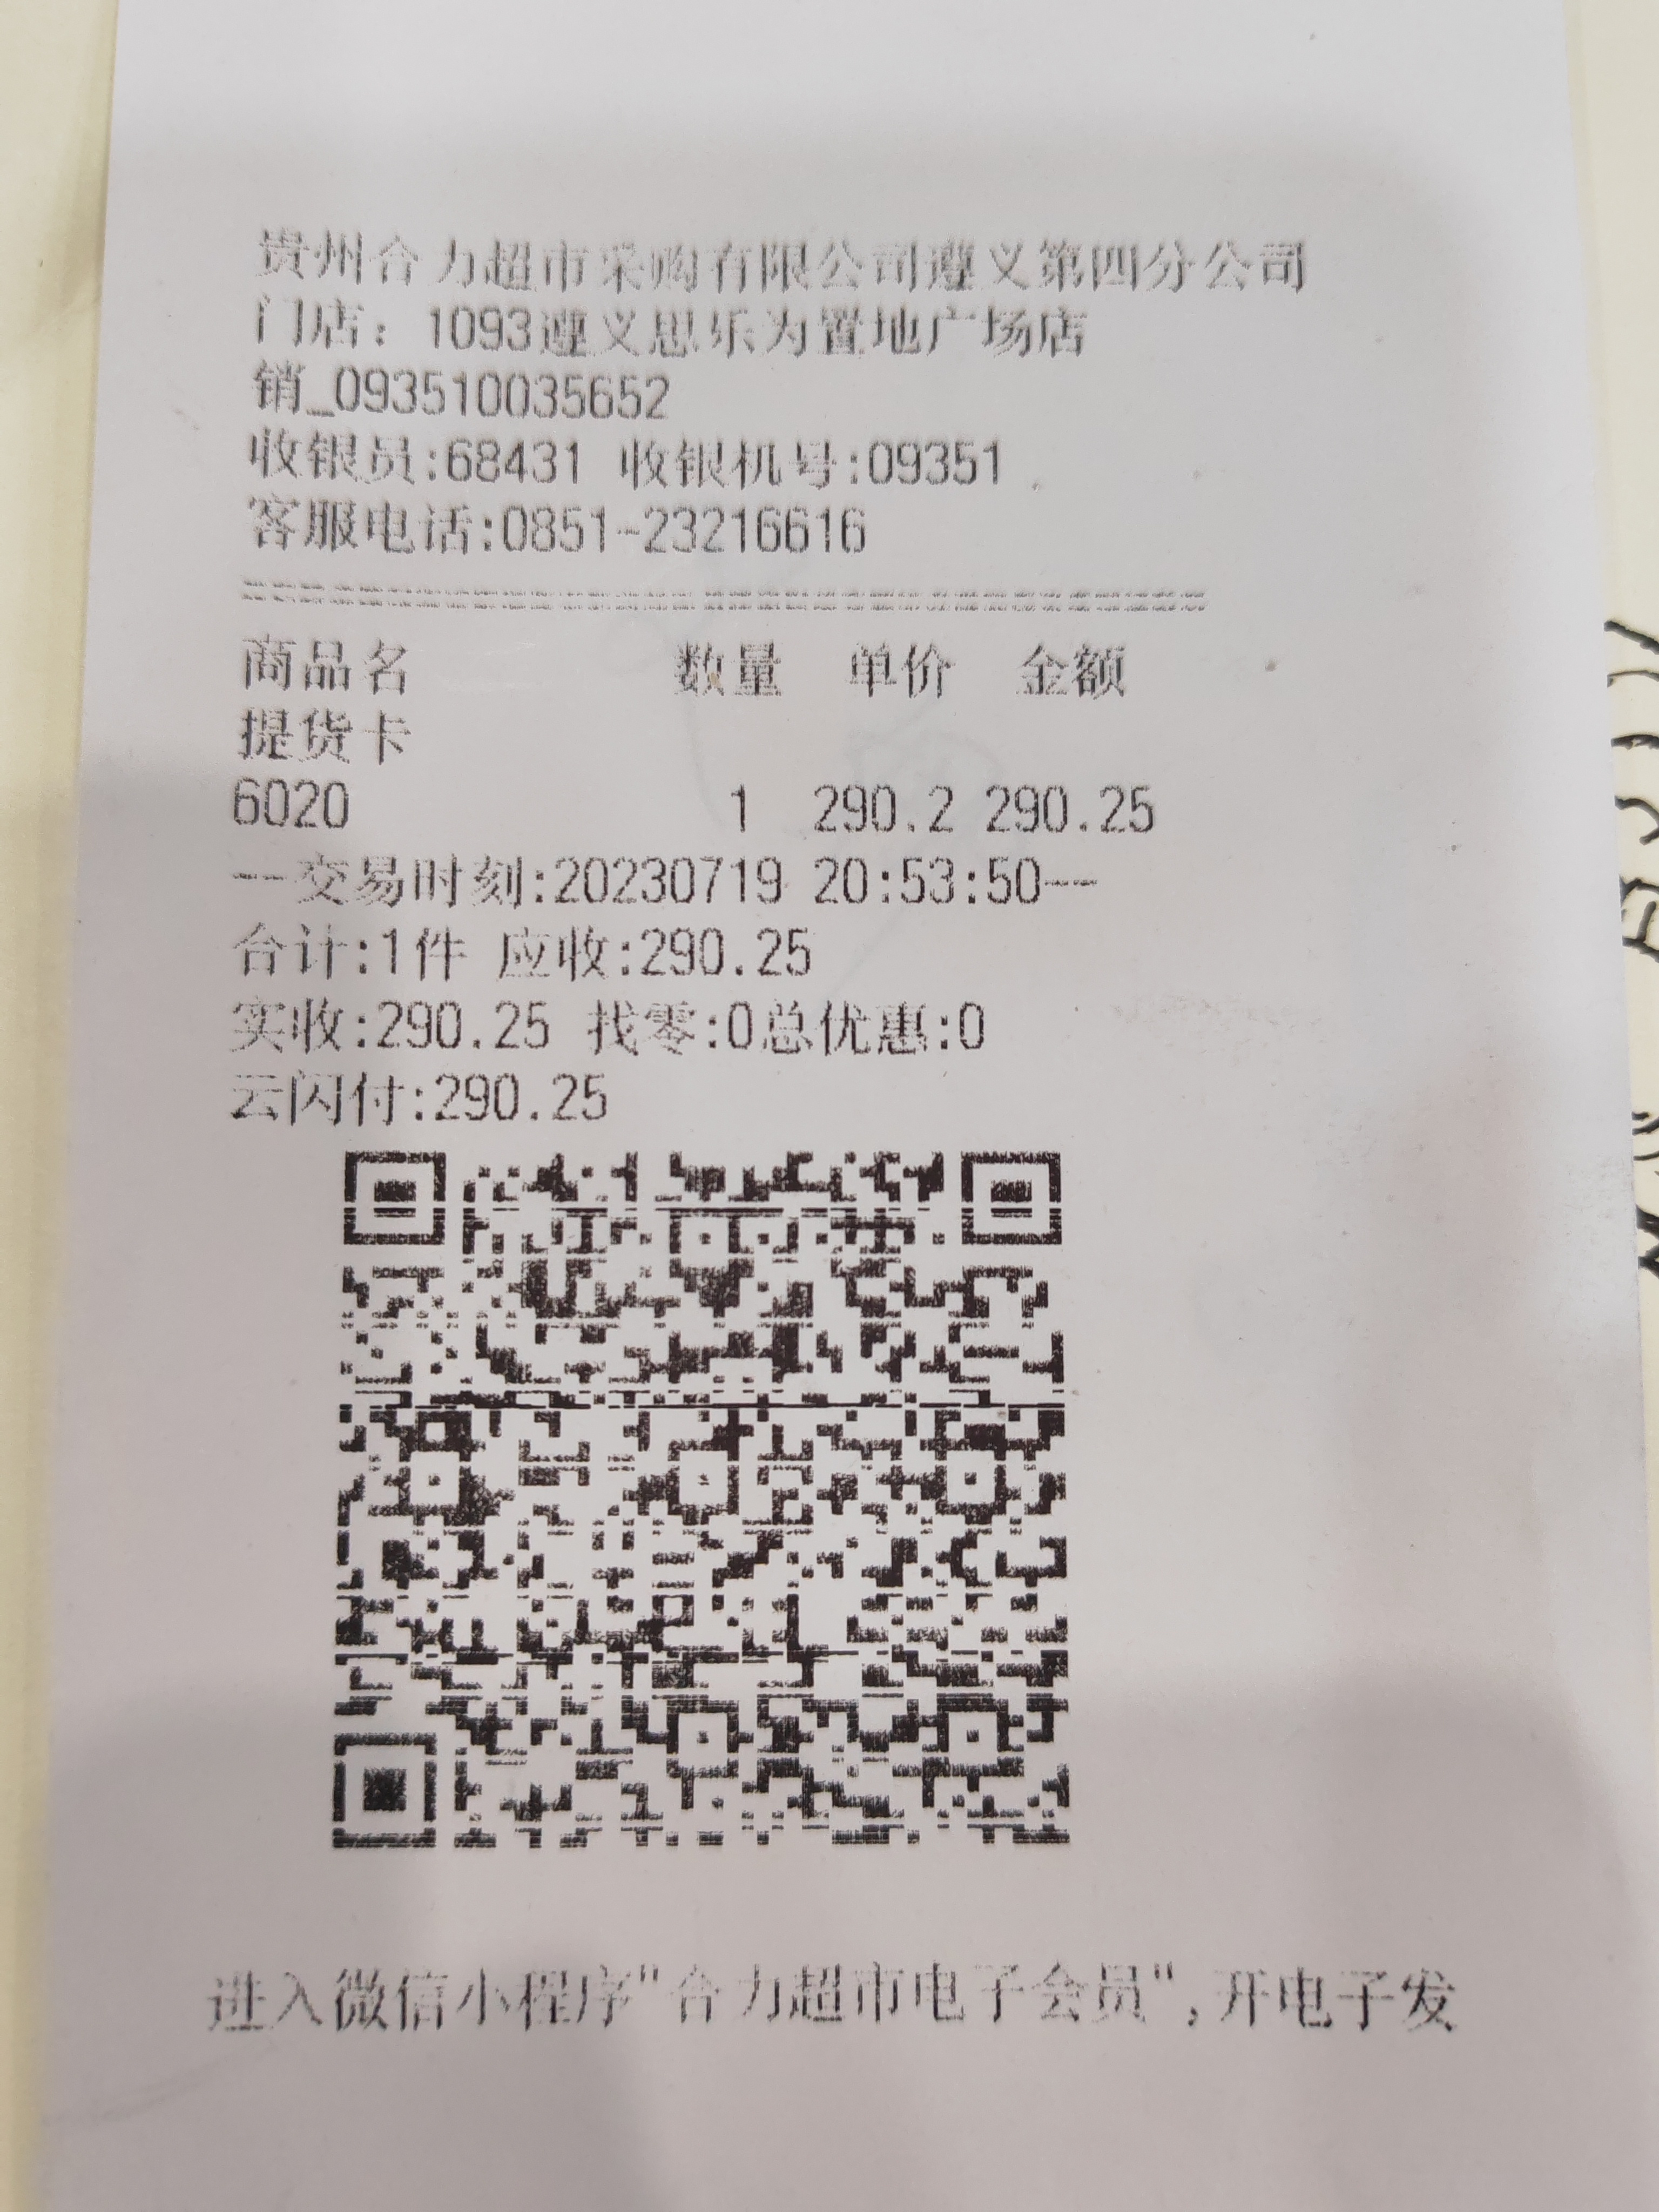 贵州合力超市采购有限公司遵义第四分公司
门店：1093遵义思乐为置地广场店
销_093510035652
收银员:68431 收银机号:09351
客服电话:0851-23216616
商品名 数量 单价 金额
提货卡
6020 1 290.2 290.25
--交易时刻:20230719 20:53:50--
合计:1件 应收:290.25
实收:290.25 找零:0总优惠:0
云闪付:290.25
进入微信小程序"合力超市电子会员",开电子发